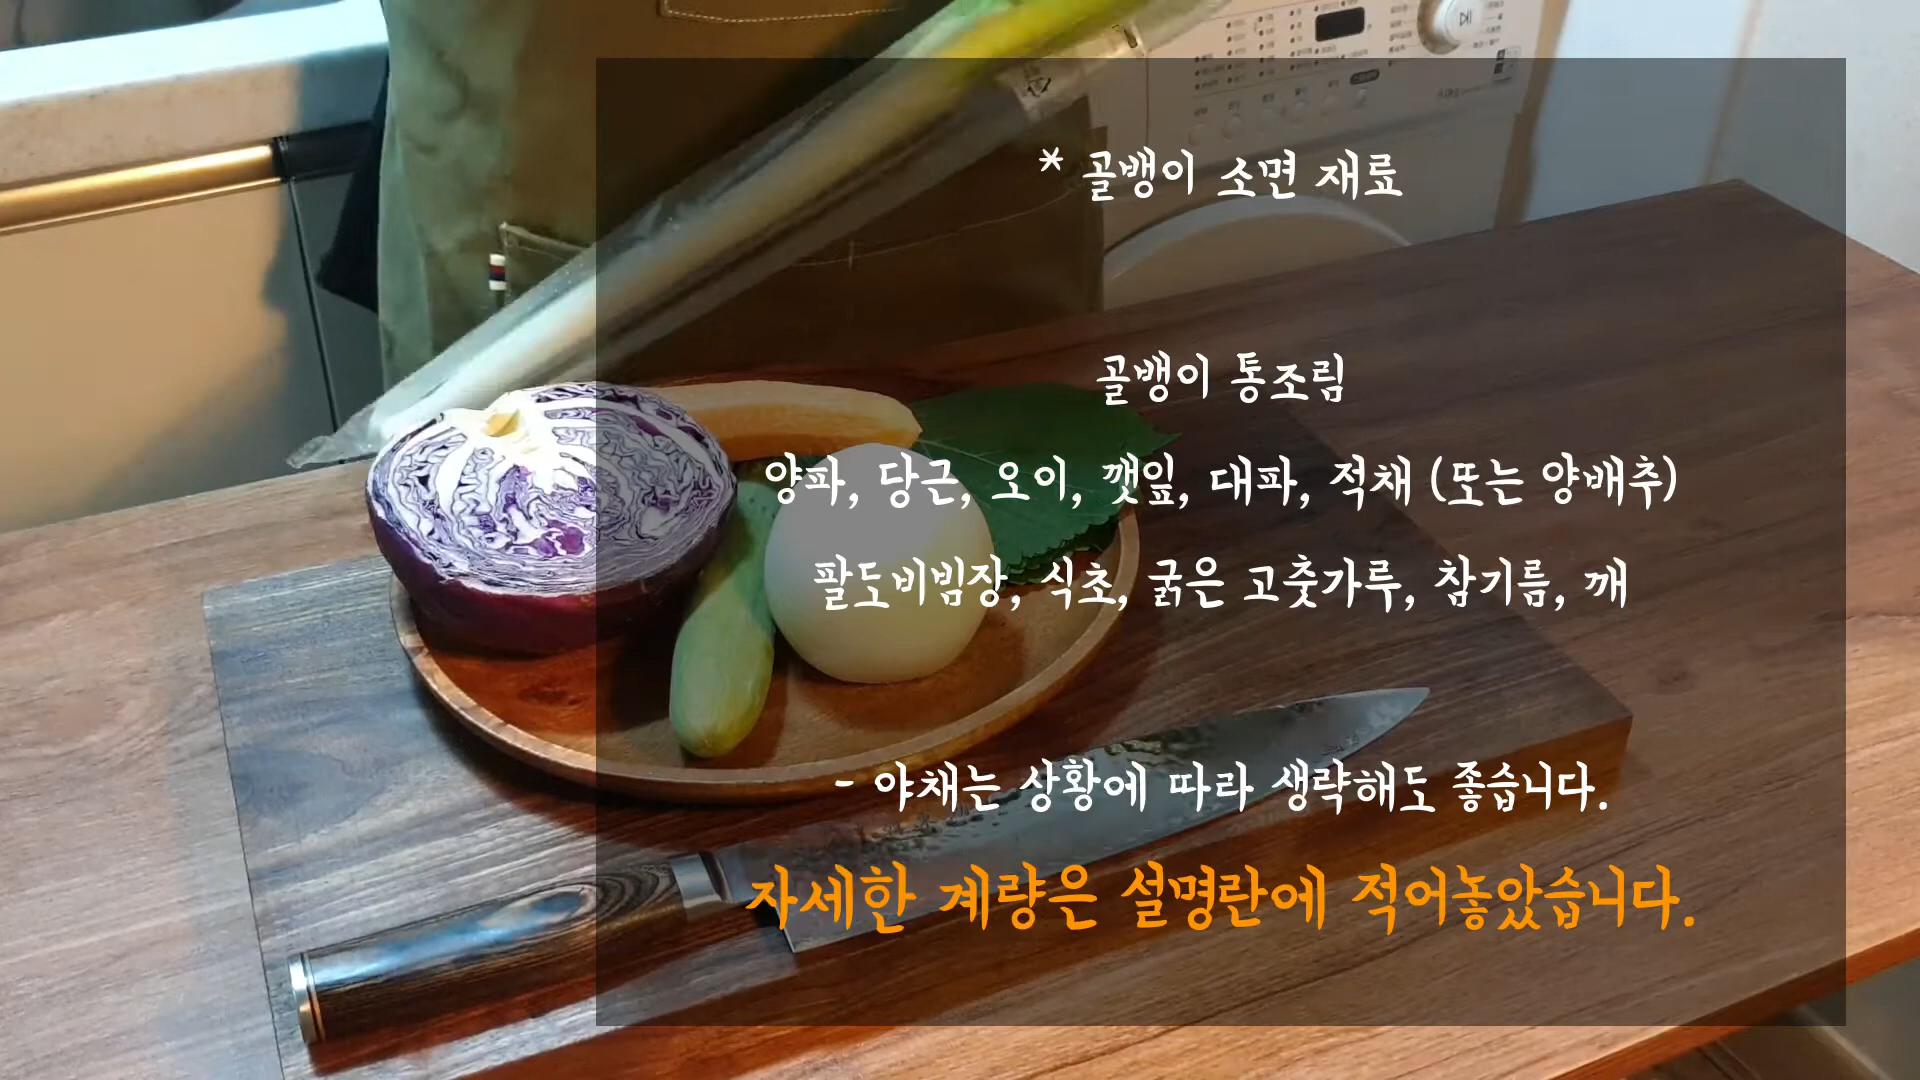 * 골뱅이 소면 재료
골뱅이 통조림
양파, 당근, 오이, 깻잎, 대파, 적채 (또는 양배추)
팔도비빔장, 식초, 굵은 고춧가루, 참기름, 깨
- 야채는 상황에 따라 생략해도 좋습니다.
자세한 계량은 설명란에 적어놓았습니다.